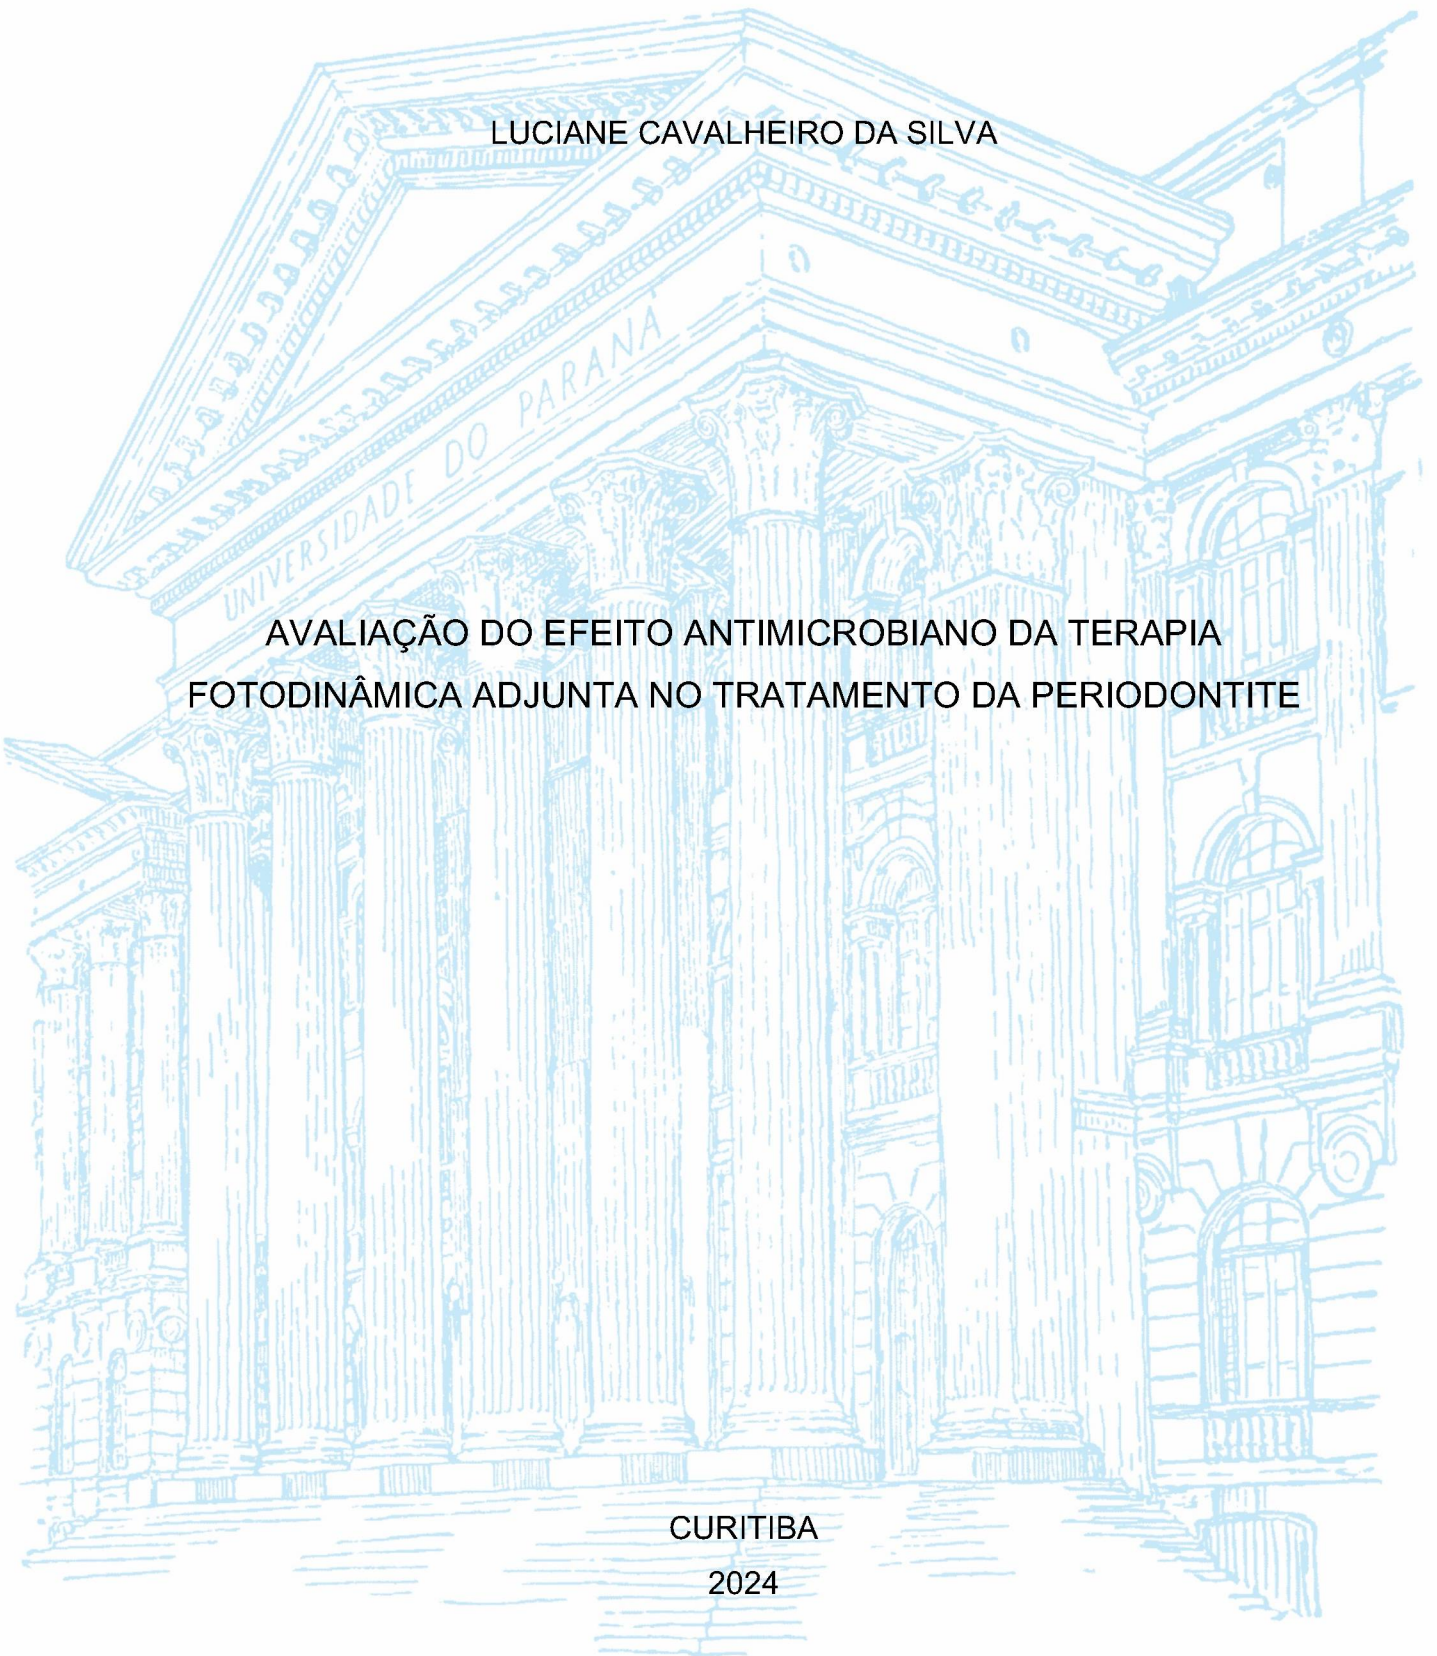 LUCIANE CAVALHEIRO DA SILVA
UNIVERSIDADE DO PARANÁ
AVALIAÇÃO DO EFEITO ANTIMICROBIANO DA TERAPIA
FOTODINÂMICA ADJUNTA NO TRATAMENTO DA PERIODONTITE
CURITIBA
2024